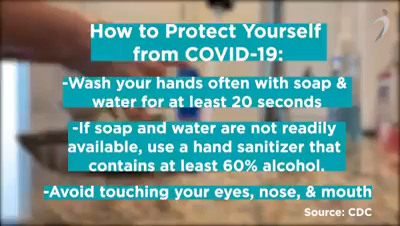 How to Protect Yourself
from COVID-19:
-Wash your hands often with soap &
water for at least 20 seconds
-If soap and water are not readily
available, use a hand sanitizer that
contains at least 60% alcohol.
-Avoid touching your eyes, nose, & mouth
Source: CDC